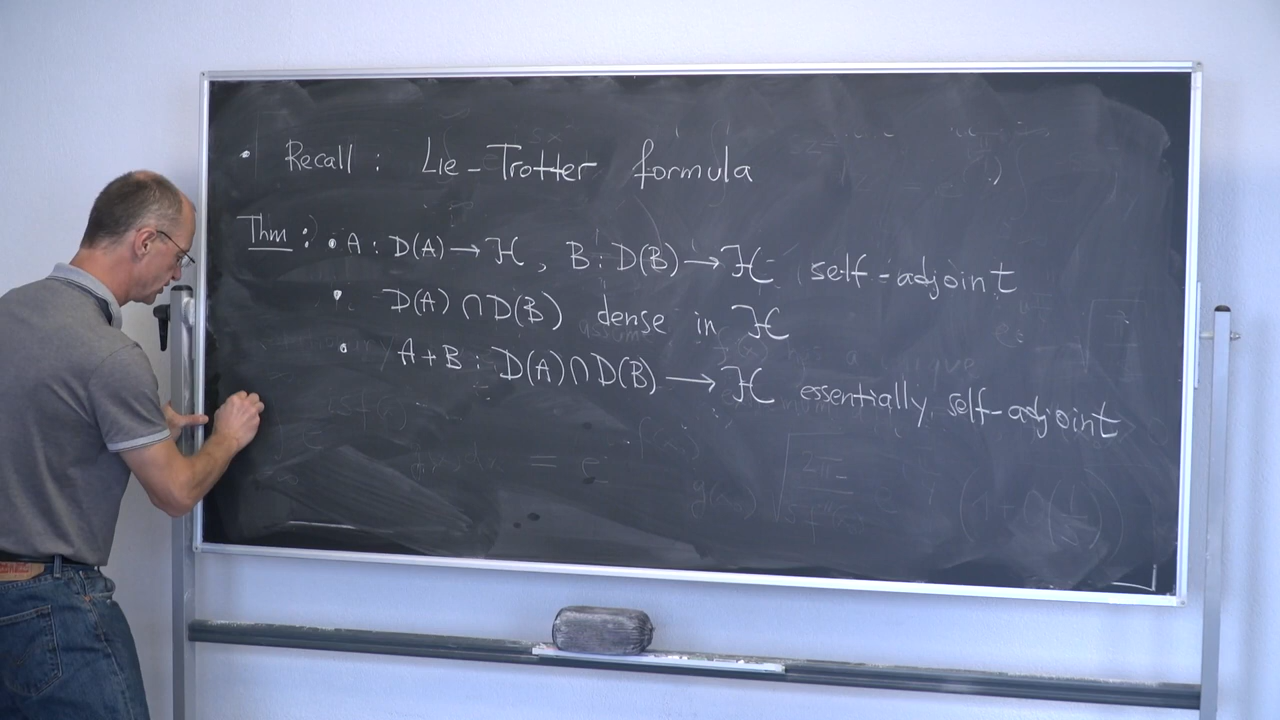 • Recall : Lie-Trotter formula
Thm : • A : D(A) → ℋ , B : D(B) → ℋ self-adjoint
• D(A) ∩ D(B) dense in ℋ
• A + B : D(A) ∩ D(B) → ℋ essentially self-adjoint